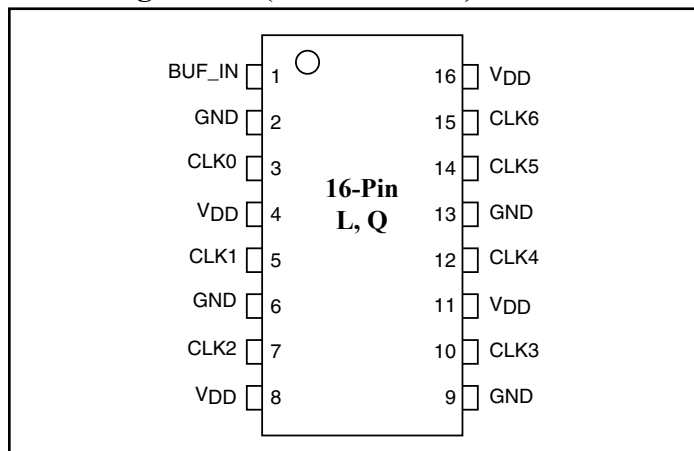 BUF_IN 1 16 VDD
GND 2 15 CLK6
CLK0 3 14 CLK5
16-Pin
L, Q
VDD 4 13 GND
CLK1 5 12 CLK4
GND 6 11 VDD
CLK2 7 10 CLK3
VDD 8 9 GND